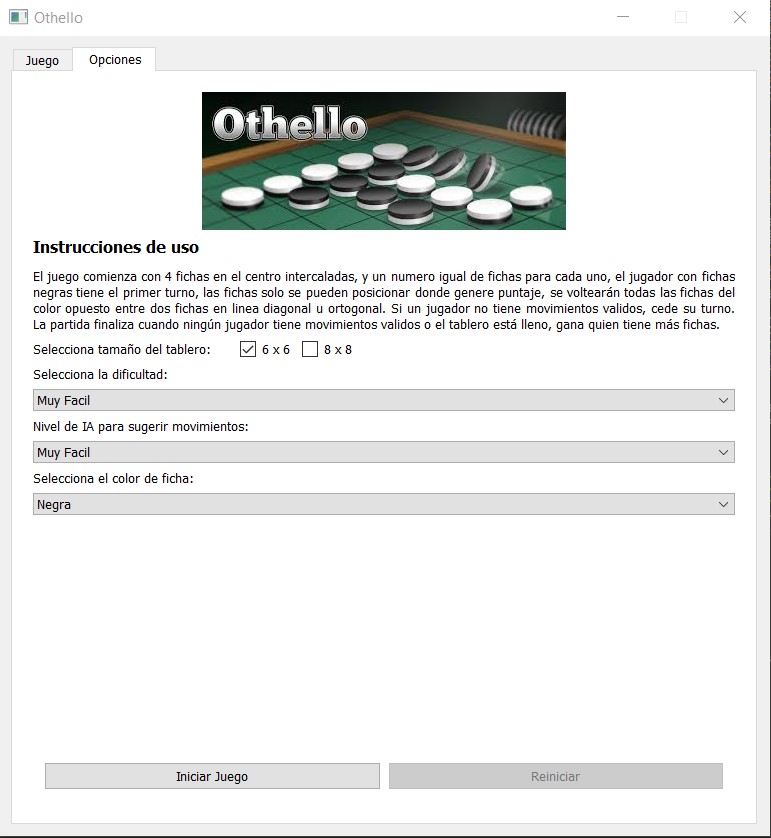 Othello
Juego
Opciones
Othello
Instrucciones de uso
El juego comienza con 4 fichas en el centro intercaladas, y un numero igual de fichas para cada uno, el jugador con fichas
negras tiene el primer turno, las fichas solo se pueden posicionar donde genere puntaje, se voltearán todas las fichas del
color opuesto entre dos fichas en linea diagonal u ortogonal. Si un jugador no tiene movimientos validos, cede su turno.
La partida finaliza cuando ningún jugador tiene movimientos validos o el tablero está lleno, gana quien tiene más fichas.
Selecciona tamaño del tablero: 6 x 6 8 x 8
Selecciona la dificultad:
Muy Facil
Nivel de IA para sugerir movimientos:
Muy Facil
Selecciona el color de ficha:
Negra
Iniciar Juego
Reiniciar